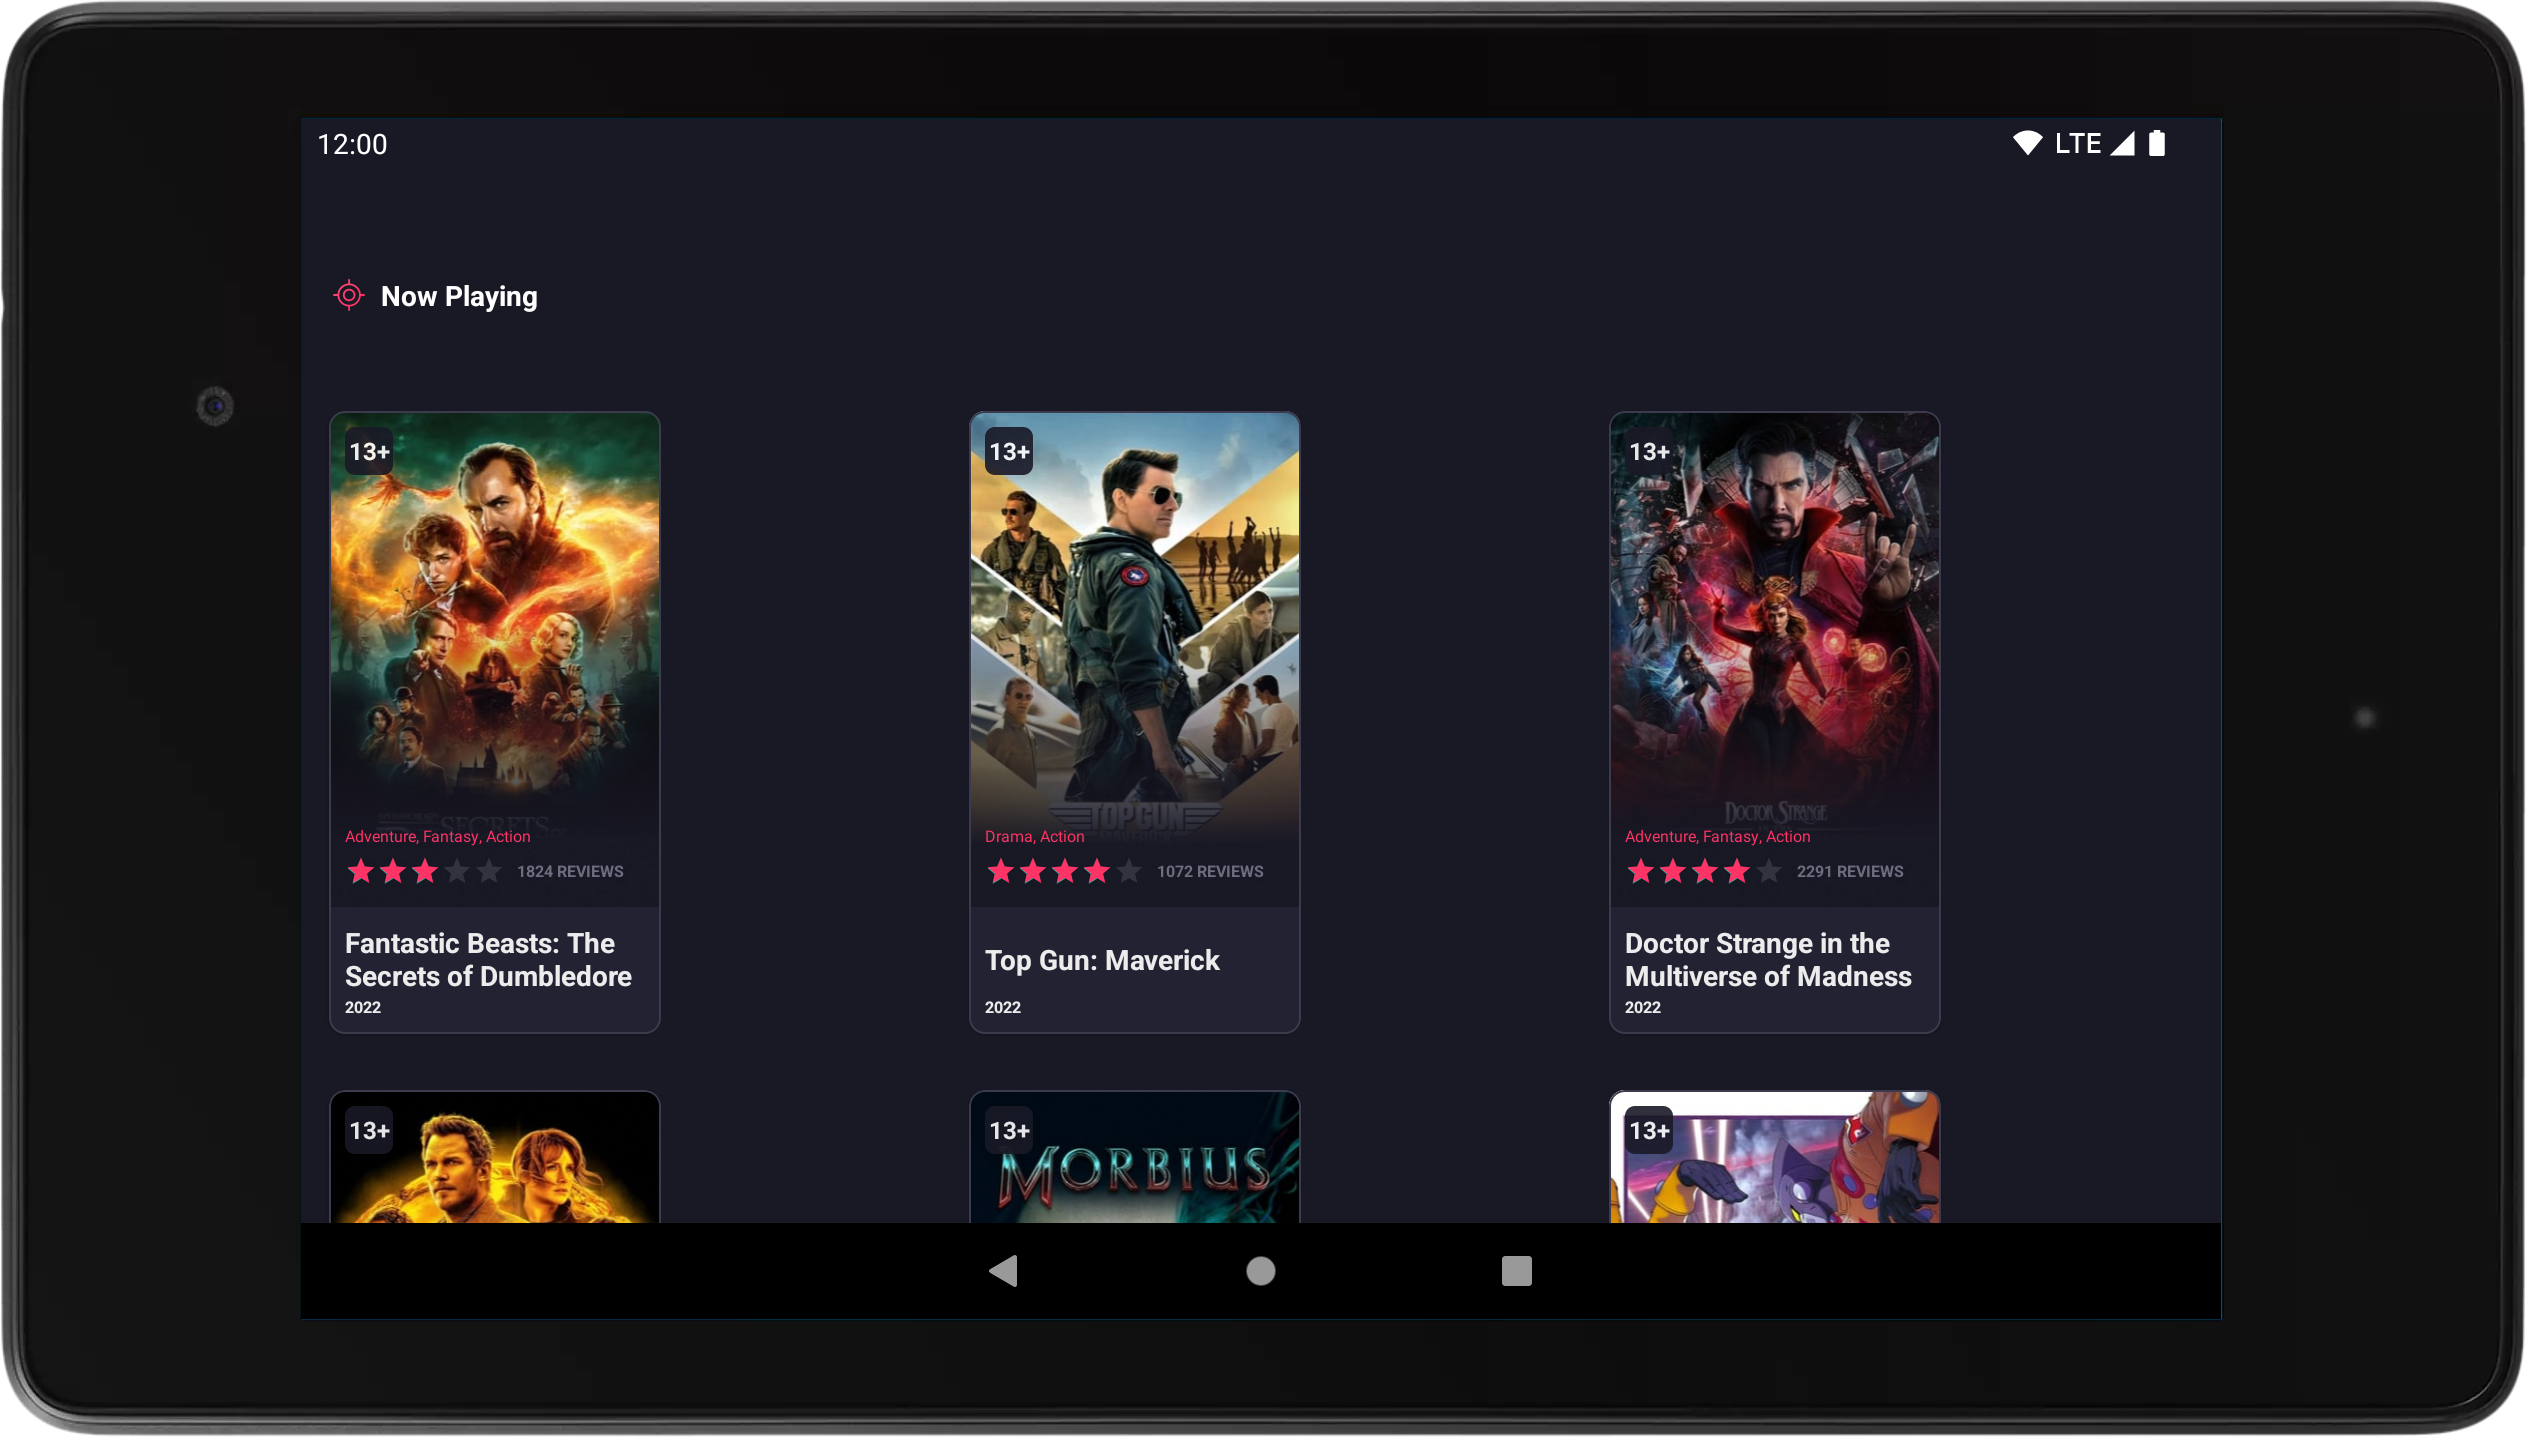 12:00
LTE
Now Playing
13+
13+
13+
TOPGUN
DOCTOR STRANGE
SECRETS
Adventure, Fantasy, Action
Drama, Action
Adventure, Fantasy, Action
1824 REVIEWS
1072 REVIEWS
2291 REVIEWS
Fantastic Beasts: The
Secrets of Dumbledore
2022
Top Gun: Maverick
2022
Doctor Strange in the
Multiverse of Madness
2022
13+
13+
13+
MORBIUS